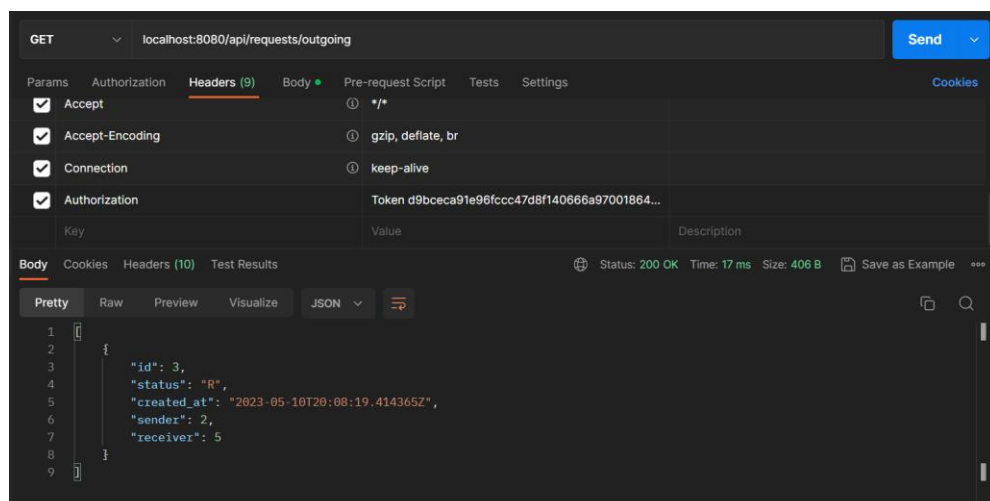 GET localhost:8080/api/requests/outgoing Send
Params Authorization Headers (9) Body Pre-request Script Tests Settings Cookies
Accept */*
Accept-Encoding gzip, deflate, br
Connection keep-alive
Authorization Token d9bceca91e96fccc47d8f140666a97001864...
Key Value Description
Body Cookies Headers (10) Test Results Status: 200 OK Time: 17 ms Size: 406 B Save as Example
Pretty Raw Preview Visualize JSON
1 [
2 {
3 "id": 3,
4 "status": "R",
5 "created_at": "2023-05-10T20:08:19.414365Z",
6 "sender": 2,
7 "receiver": 5
8 }
9 ]